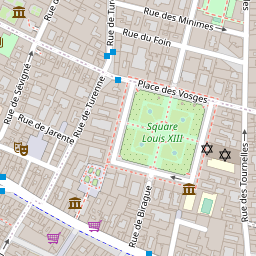 Rue des Minimes
Rue de Tu
Rue du Foin
Place des Vosges
Rue de Sévigné
Rue de Turenne
Square
Louis XIII
Rue de Jarente
Rue des Tournelles
Rue de Birague